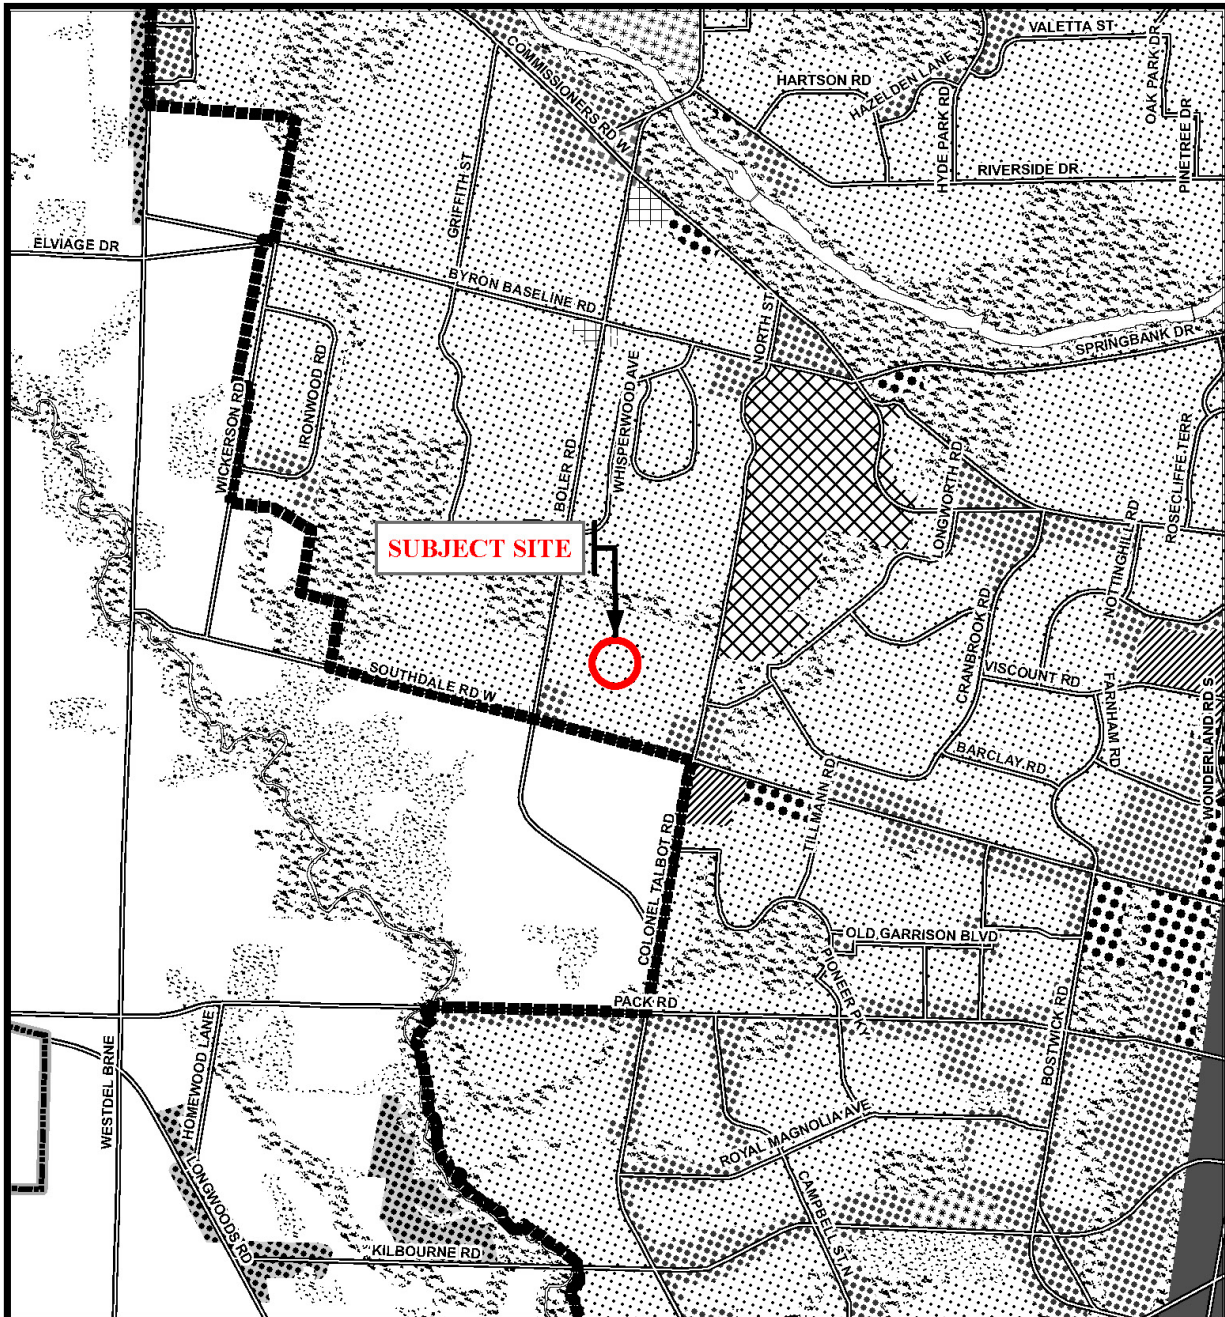 VALETTA ST
OAK PARK DR
COMMISSIONERS RD W
HARTSON RD
HAZELDEN LANE
HYDE PARK RD
PINETREE DR
RIVERSIDE DR
GRIFFITH ST
ELVIAGE DR
BYRON BASELINE RD
NORTH ST
SPRINGBANK DR
WICKERSON RD
IRONWOOD RD
BOLER RD
WHISPERWOOD AVE
LONGWORTH RD
ROSECLIFFE TERR
NOTTINGHILL RD
SUBJECT SITE
CRANBROOK RD
VISCOUNT RD
FARNHAM RD
WONDERLAND RD S
SOUTHDALE RD W
BARCLAY RD
TILLMANN RD
COLONEL TALBOT RD
OLD GARRISON BLVD
PIONEER PKY
PACK RD
BOSTWICK RD
WESTDEL BRNE
HOMEWOOD LANE
LONGWOODS RD
ROYAL MAGNOLIA AVE
CAMPBELL ST N
KILBOURNE RD